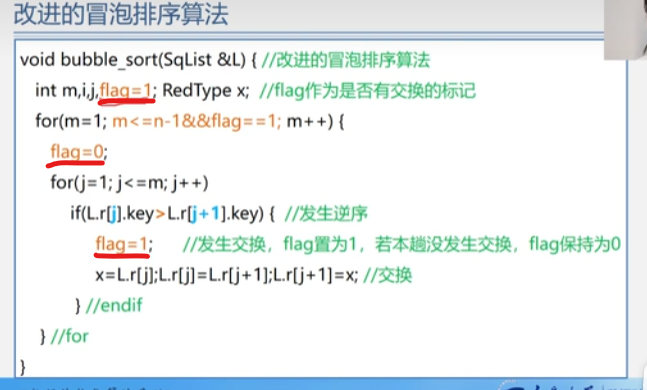 改进的冒泡排序算法
void bubble_sort(SqList &L) { //改进的冒泡排序算法
int m,i,j,flag=1; RedType x; //flag作为是否有交换的标记
for(m=1; m<=n-1&&flag==1; m++) {
flag=0;
for(j=1; j<=m; j++)
if(L.r[j].key>L.r[j+1].key) { //发生逆序
flag=1; //发生交换，flag置为1，若本趟没发生交换，flag保持为0
x=L.r[j];L.r[j]=L.r[j+1];L.r[j+1]=x; //交换
} //endif
} //for
}